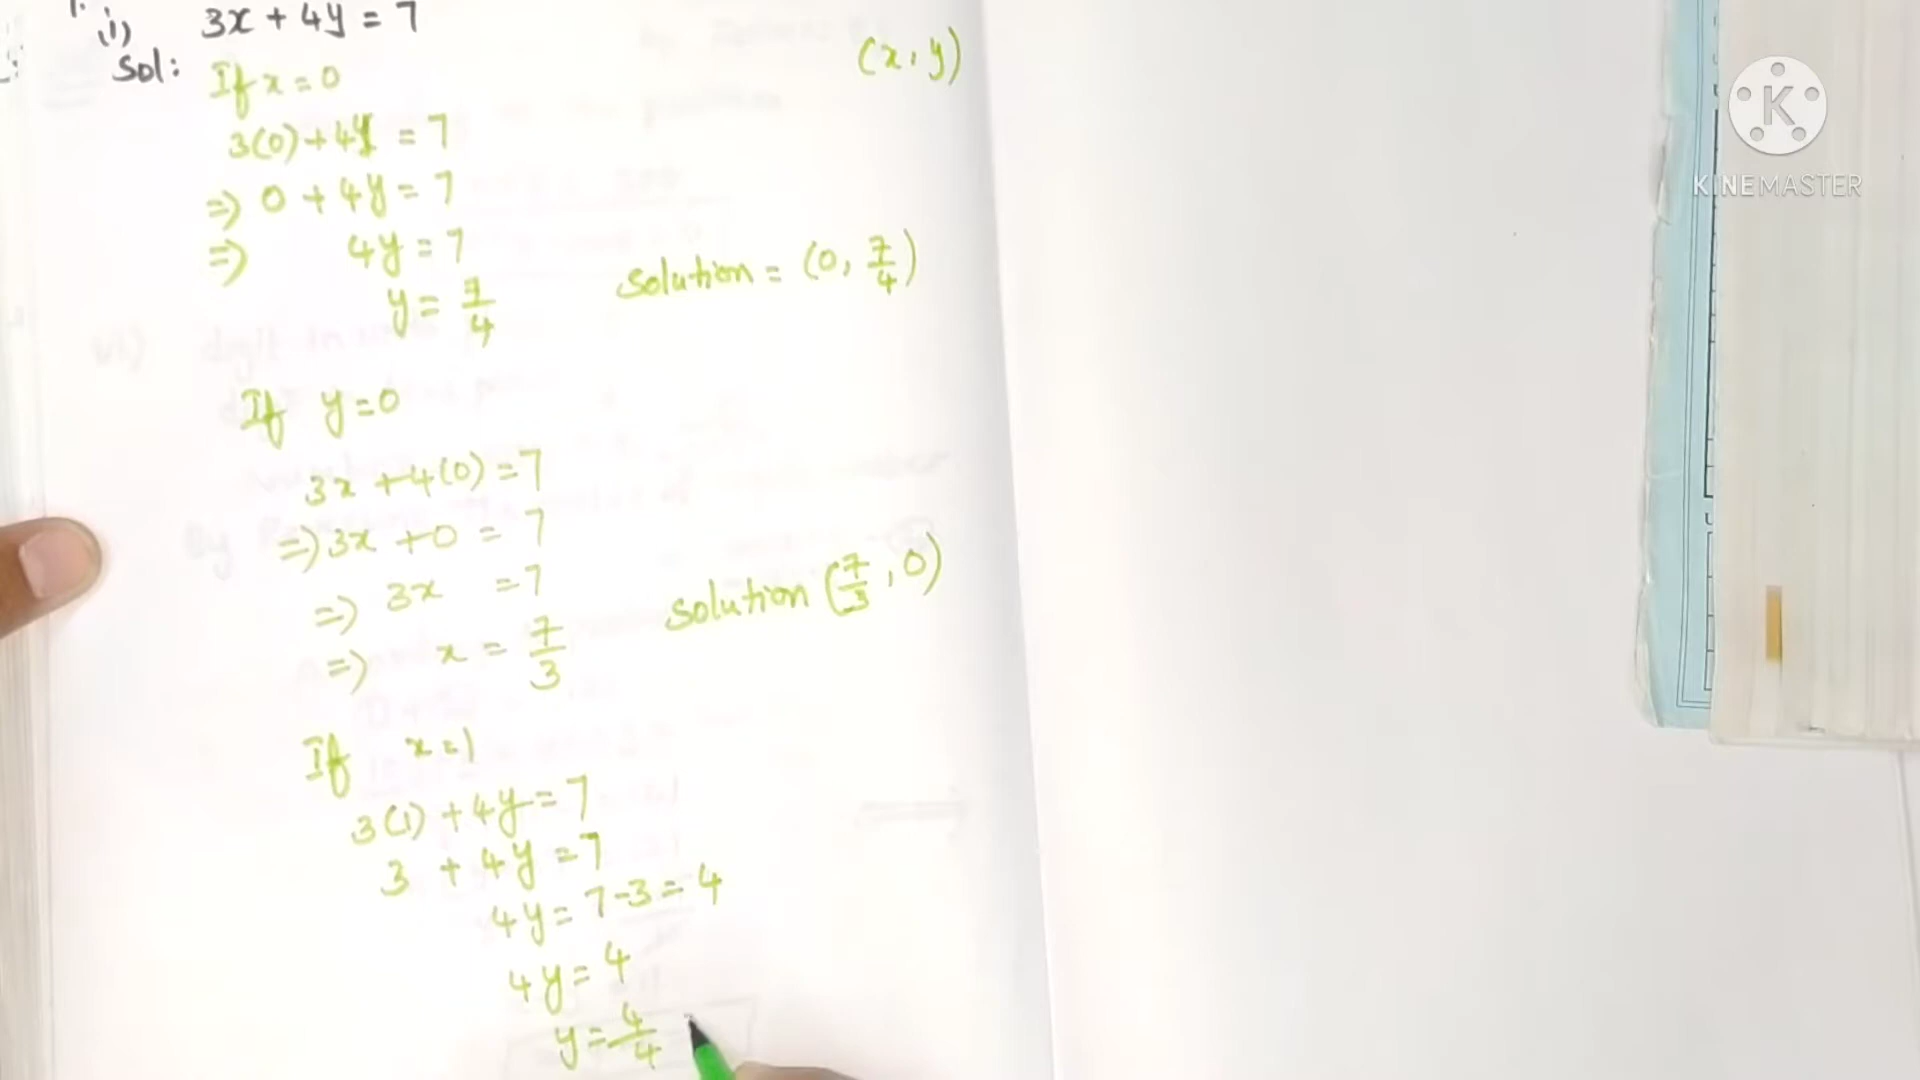 i) 3x + 4y = 7
Sol: If x = 0
(x, y)
3(0) + 4y = 7
=) 0 + 4y = 7
=) 4y = 7
y = 7/4
Solution = (0, 7/4)
If y = 0
3x + 4(0) = 7
=) 3x + 0 = 7
=) 3x = 7
=) x = 7/3
Solution (7/3, 0)
If x = 1
3(1) + 4y = 7
3 + 4y = 7
4y = 7 - 3 = 4
4y = 4
y = 4/4
KINEMASTER